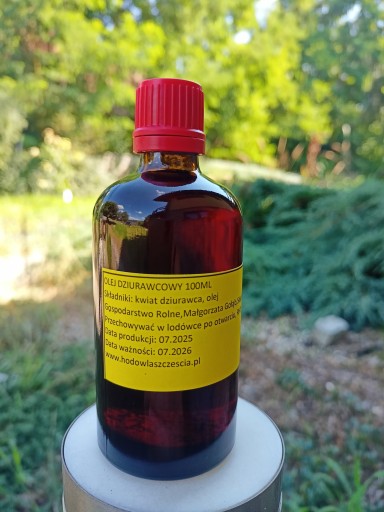 OLEJ DZIURAWCOWY 100ML
Składniki: kwiat dziurawca, olej
Gospodarstwo Rolne,Małgorzata
Przechowywać w lodówce po otwarciu,
Data produkcji: 07.2025
Data ważności: 07.2026
www.hodowlaszczescia.pl